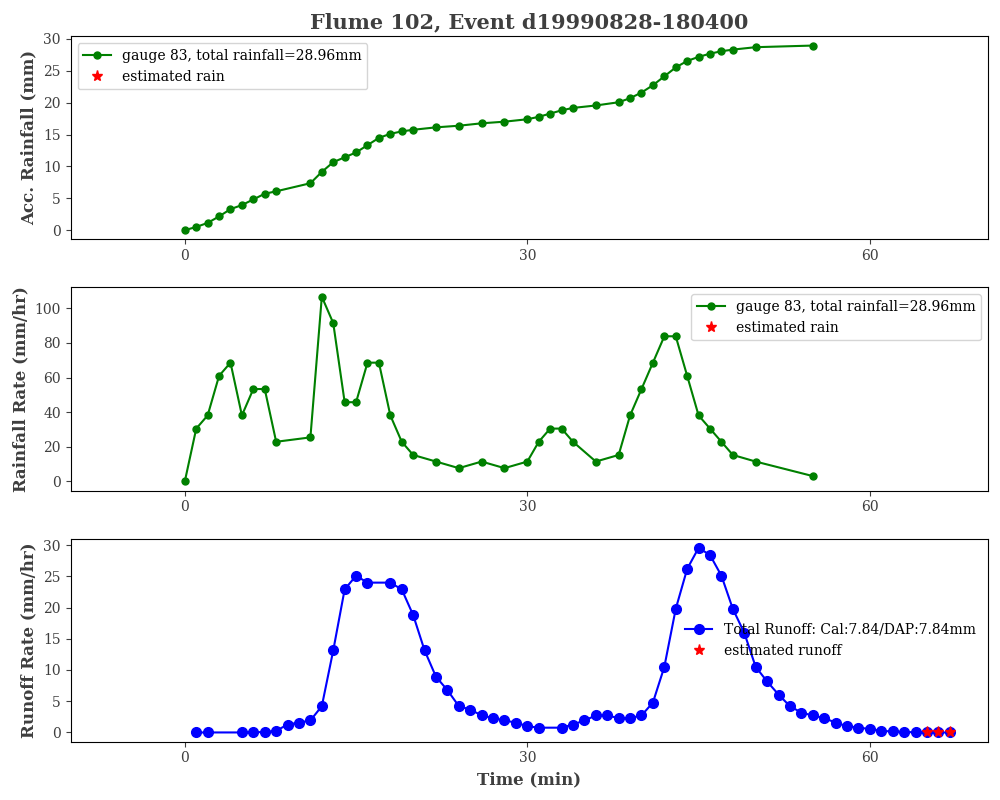 Flume 102, Event d19990828-180400
Acc. Rainfall (mm)
30
25
20
15
10
5
0
gauge 83, total rainfall=28.96mm
estimated rain
0 30 60
Rainfall Rate (mm/hr)
100
80
60
40
20
0
gauge 83, total rainfall=28.96mm
estimated rain
0 30 60
Runoff Rate (mm/hr)
30
25
20
15
10
5
0
Total Runoff: Cal:7.84/DAP:7.84mm
estimated runoff
0 30 60
Time (min)